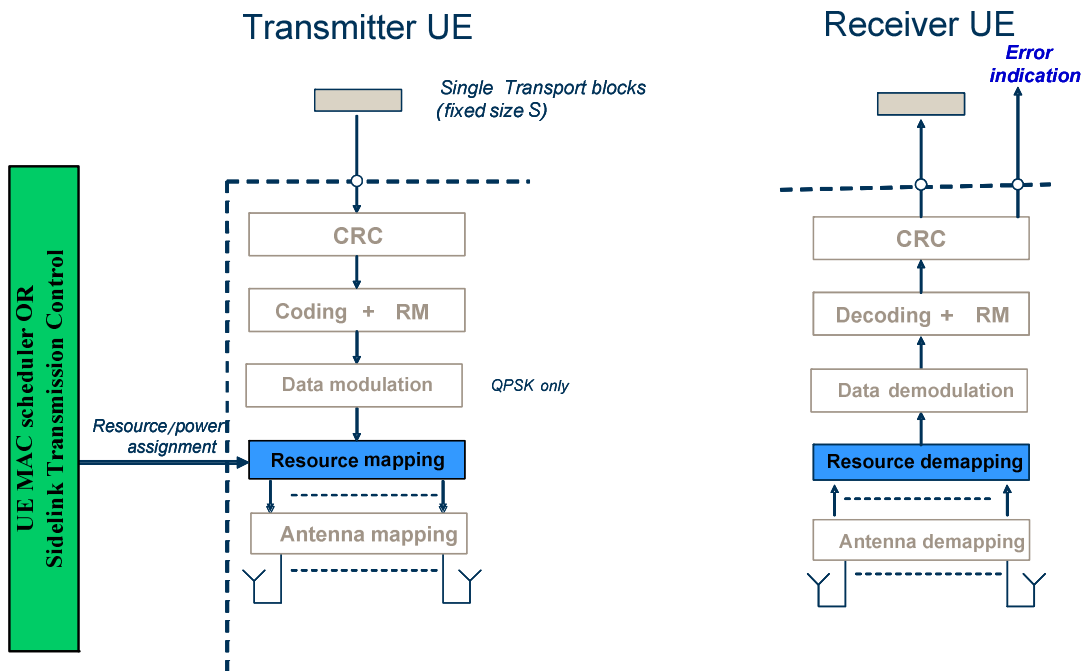 Transmitter UE
Single Transport blocks
(fixed size S)
CRC
Coding + RM
Data modulation
QPSK only
Resource/power
assignment
Resource mapping
Antenna mapping
UE MAC scheduler OR
Sidelink Transmission Control
Receiver UE
Error
indication
CRC
Decoding + RM
Data demodulation
Resource demapping
Antenna demapping